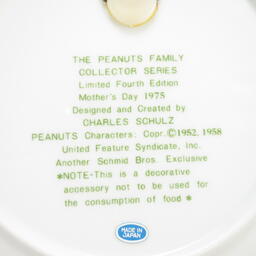 THE PEANUTS FAMILY
COLLECTOR SERIES
Limited Fourth Edition
Mother's Day 1975
Designed and Created by
CHARLES SCHULZ
PEANUTS Characters: Copr.©1952, 1958
United Feature Syndicate, Inc.
Another Schmid Bros. Exclusive
*NOTE-This is a decorative
accessory not to be used for
the consumption of food *
MADE IN
JAPAN